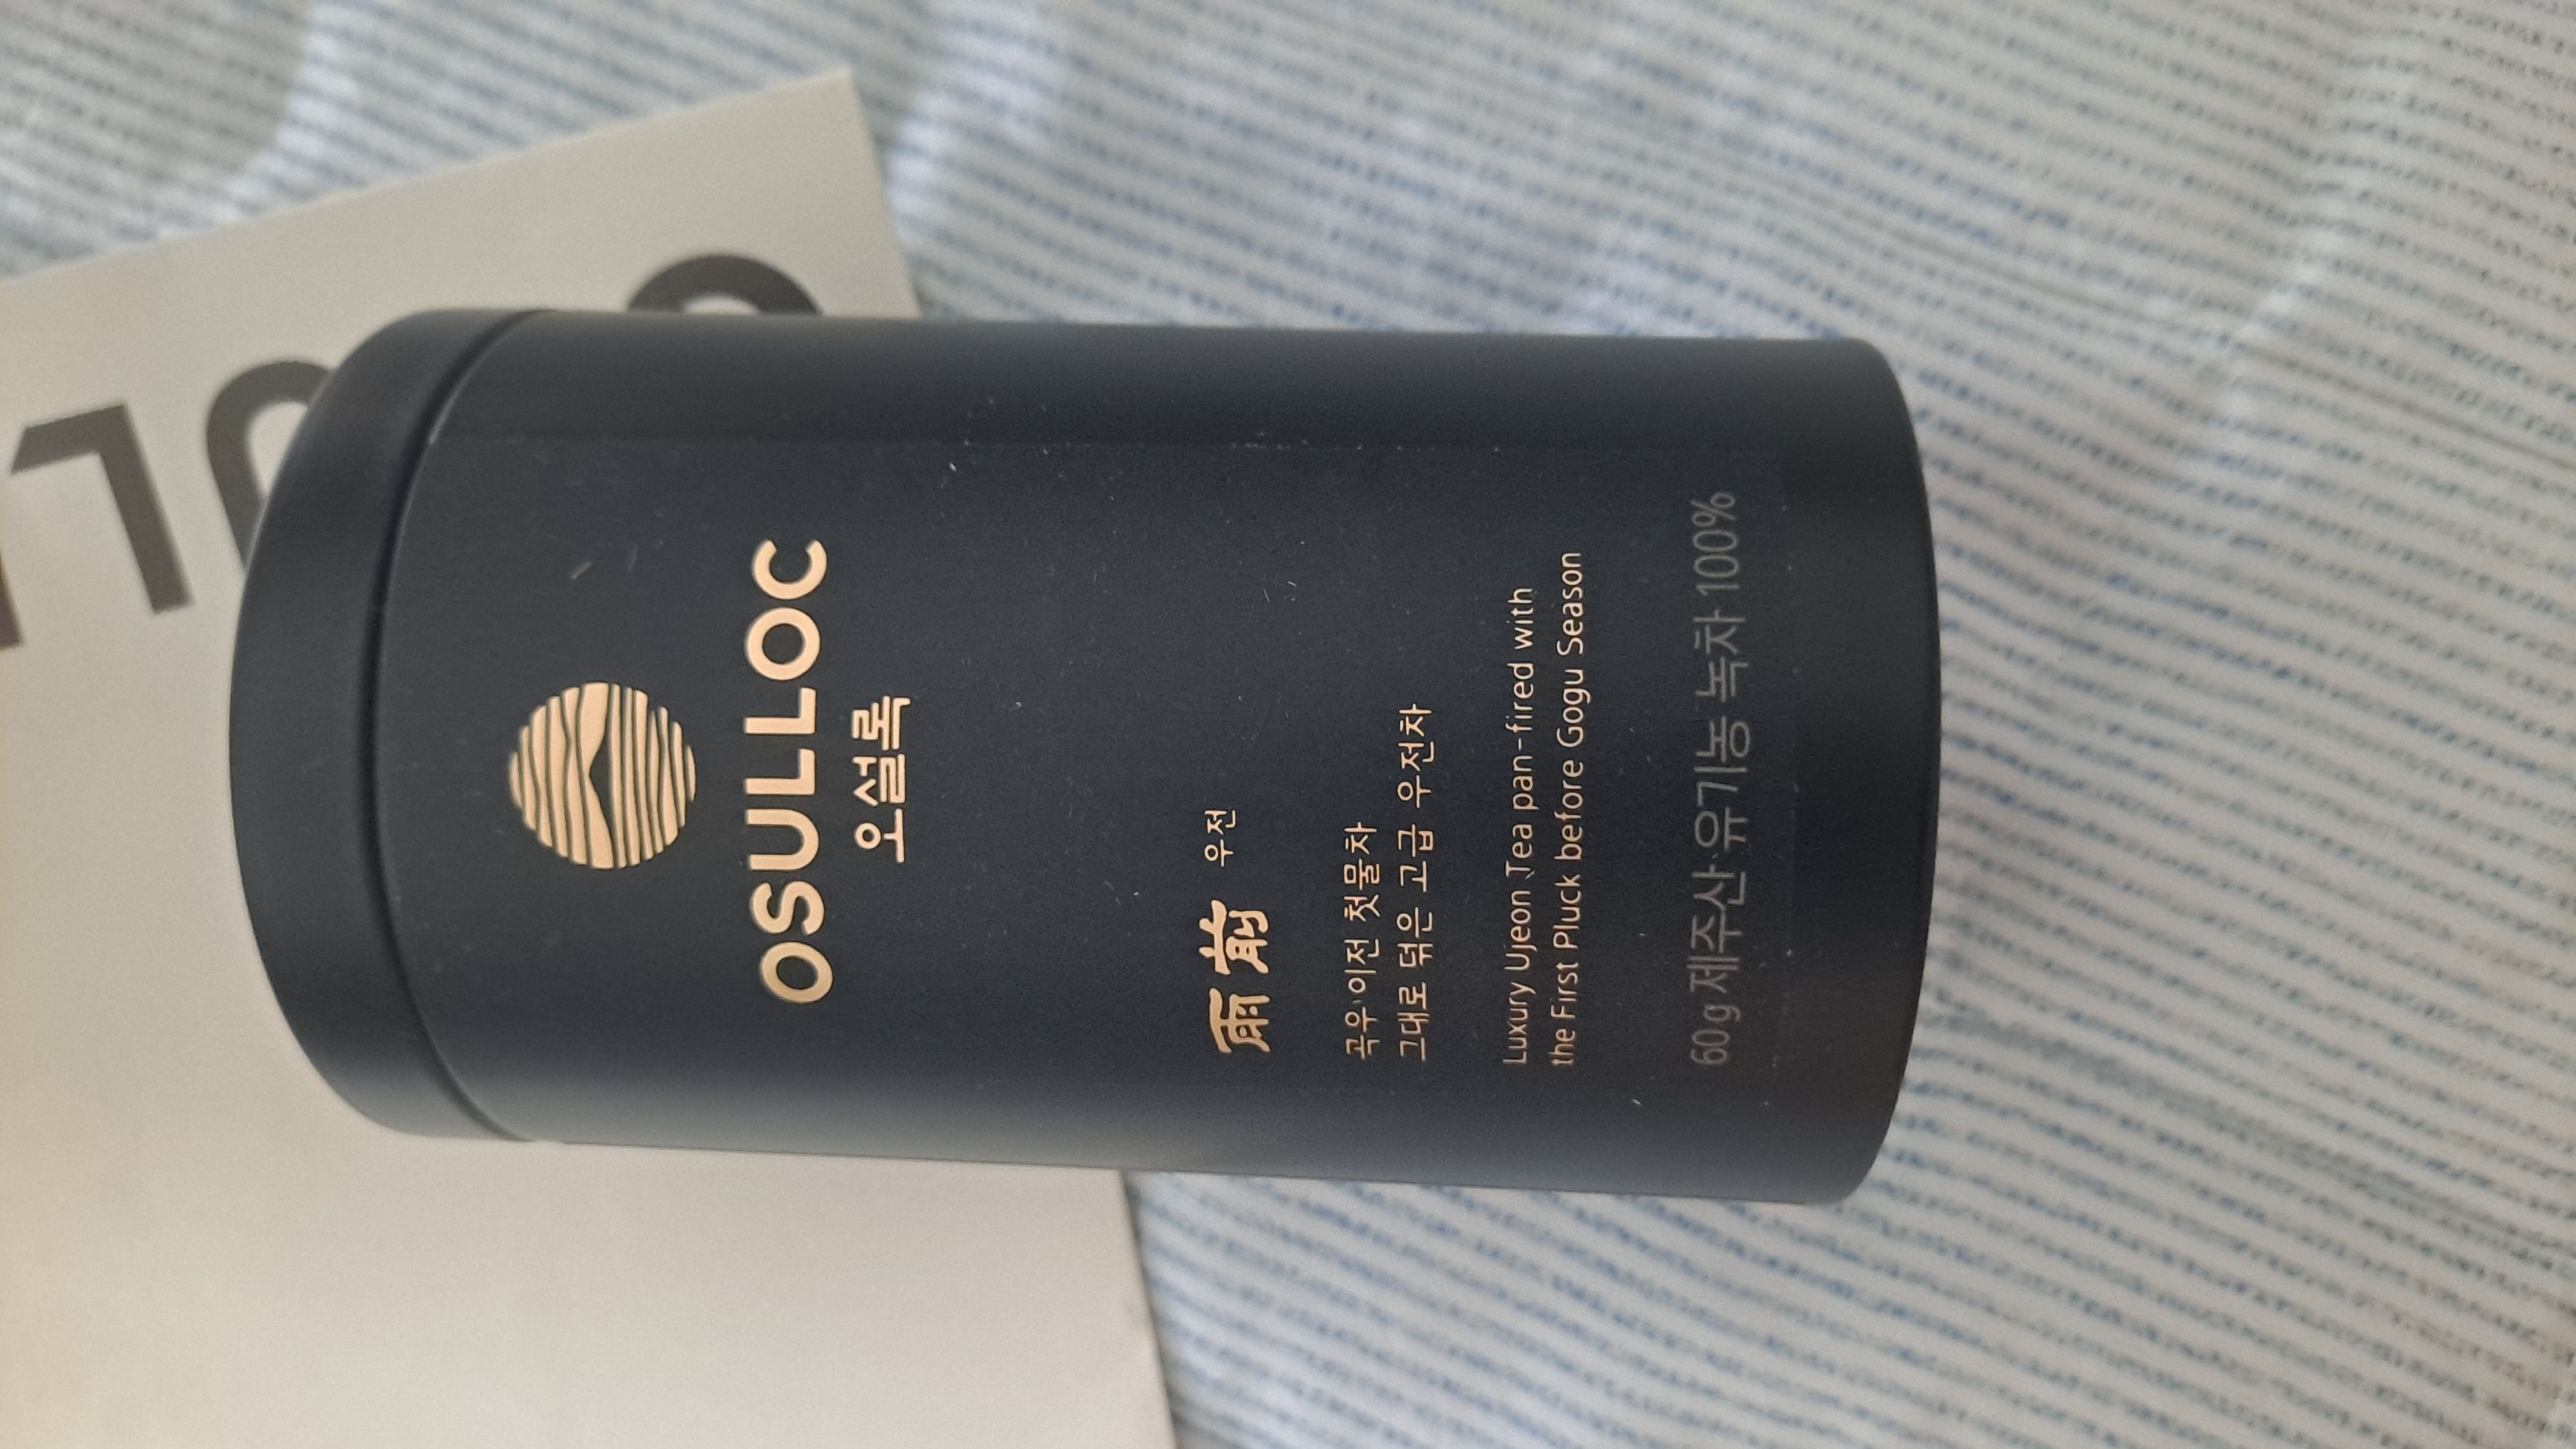 OSULLOC
오설록
雨前 우전
곡우 이전 첫물차
그대로 덖은 고급 우전차
Luxury Ujeon Tea pan-fired with
the First Pluck before Gogu Season
60g 제주산 유기농 녹차 100%